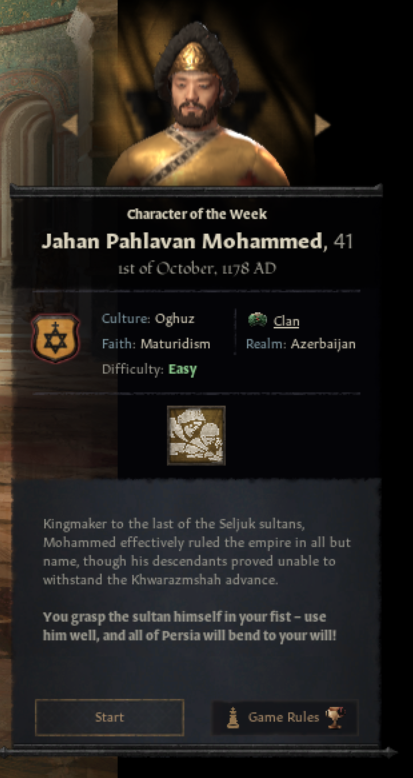 Character of the Week
Jahan Pahlavan Mohammed, 41
1st of October, 1178 AD
Culture: Oghuz
Clan
Faith: Maturidism
Realm: Azerbaijan
Difficulty: Easy
Kingmaker to the last of the Seljuk sultans,
Mohammed effectively ruled the empire in all but
name, though his descendants proved unable to
withstand the Khwarazmshah advance.
You grasp the sultan himself in your fist – use
him well, and all of Persia will bend to your will!
Start
Game Rules